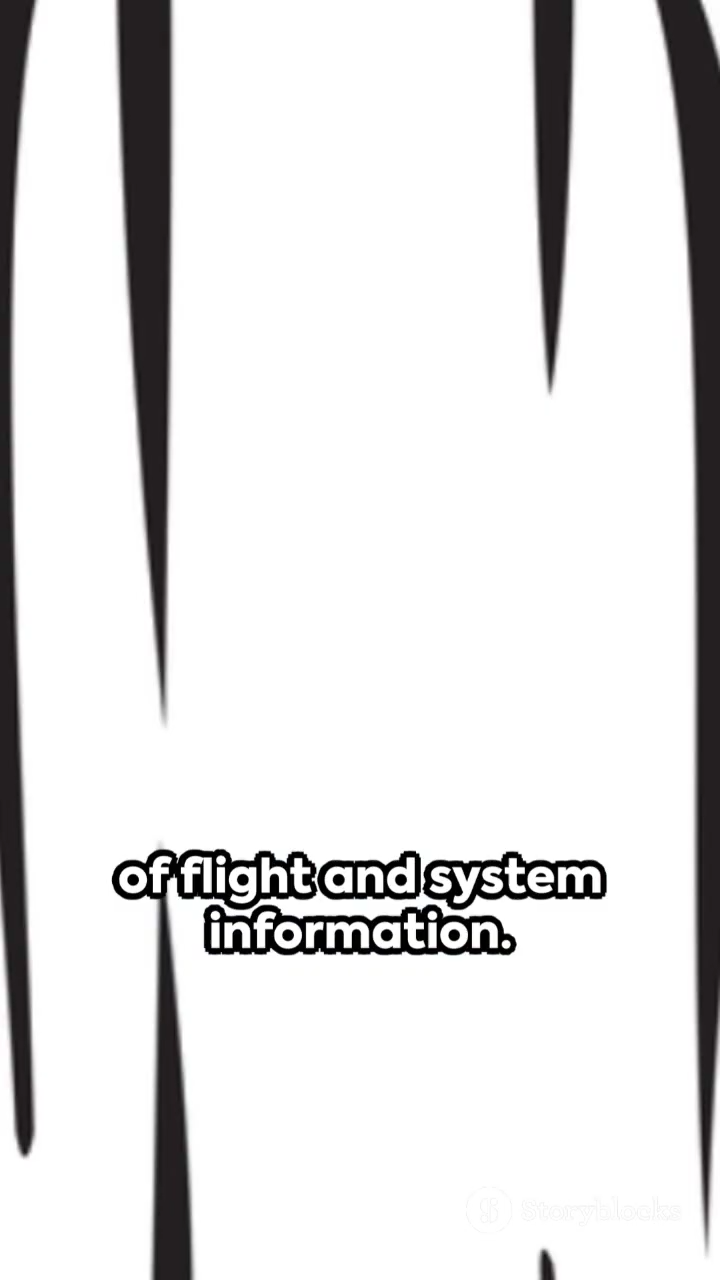 of flight and system
information.
Storyblocks